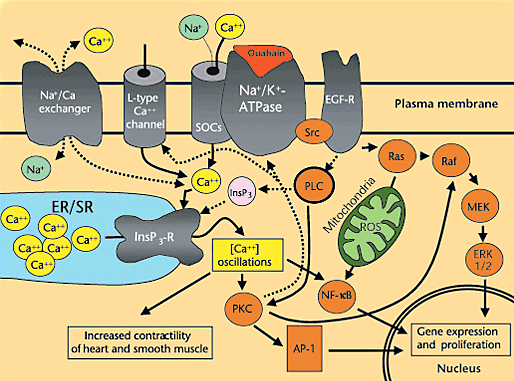 Na⁺
Ca⁺⁺
Ca⁺⁺
Ouabain
Na⁺/Ca
exchanger
L-type
Ca⁺⁺
channel
SOCs
Na⁺/K⁺-
ATPase
EGF-R
Plasma membrane
Src
Ras
Raf
Na⁺
Ca⁺⁺
InsP₃
PLC
Mitochondria
ROS
MEK
ER/SR
Ca⁺⁺
Ca⁺⁺
Ca⁺⁺
Ca⁺⁺
Ca⁺⁺
Ca⁺⁺
Ca⁺⁺
InsP₃-R
[Ca⁺⁺]
oscillations
ERK
1/2
PKC
NF-κB
Increased contractility
of heart and smooth muscle
AP-1
Gene expression
and proliferation
Nucleus